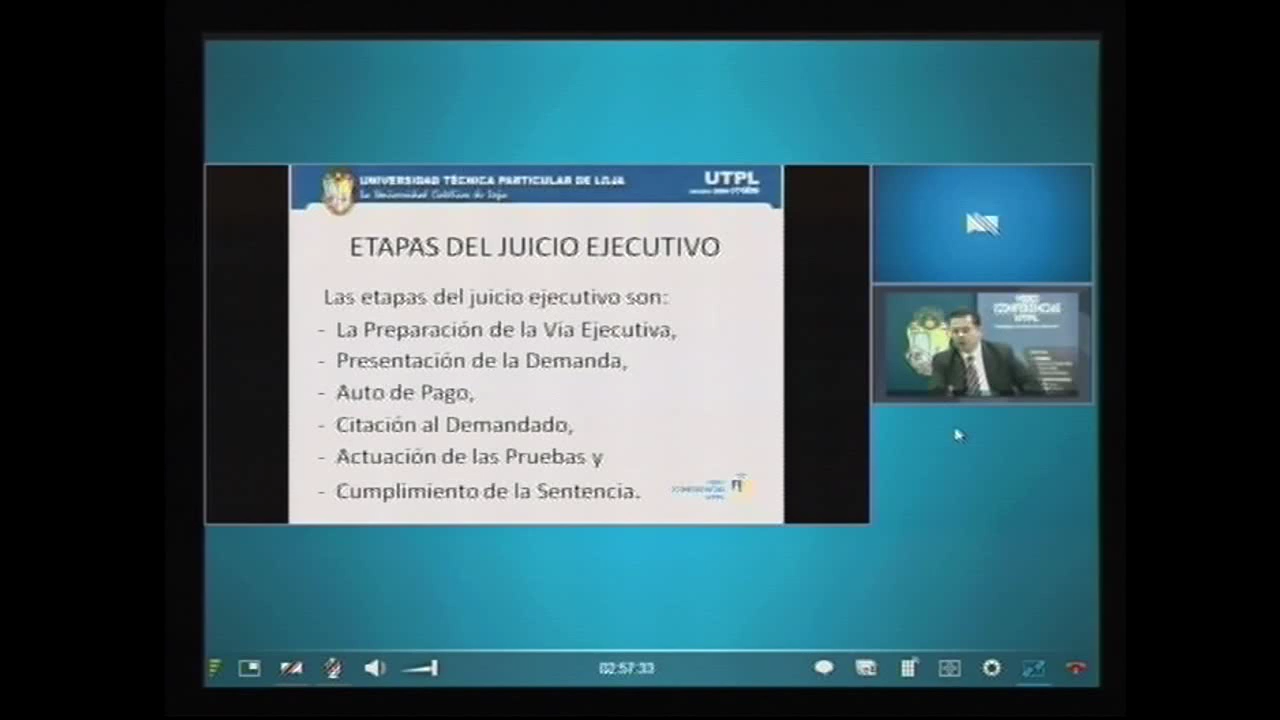 UNIVERSIDAD TÉCNICA PARTICULAR DE LOJA
La Universidad Católica de Loja
UTPL
ETAPAS DEL JUICIO EJECUTIVO
Las etapas del juicio ejecutivo son:
- La Preparación de la Vía Ejecutiva,
- Presentación de la Demanda,
- Auto de Pago,
- Citación al Demandado,
- Actuación de las Pruebas y
- Cumplimiento de la Sentencia.
CONFERENCIAS
UTPL
02:57:33